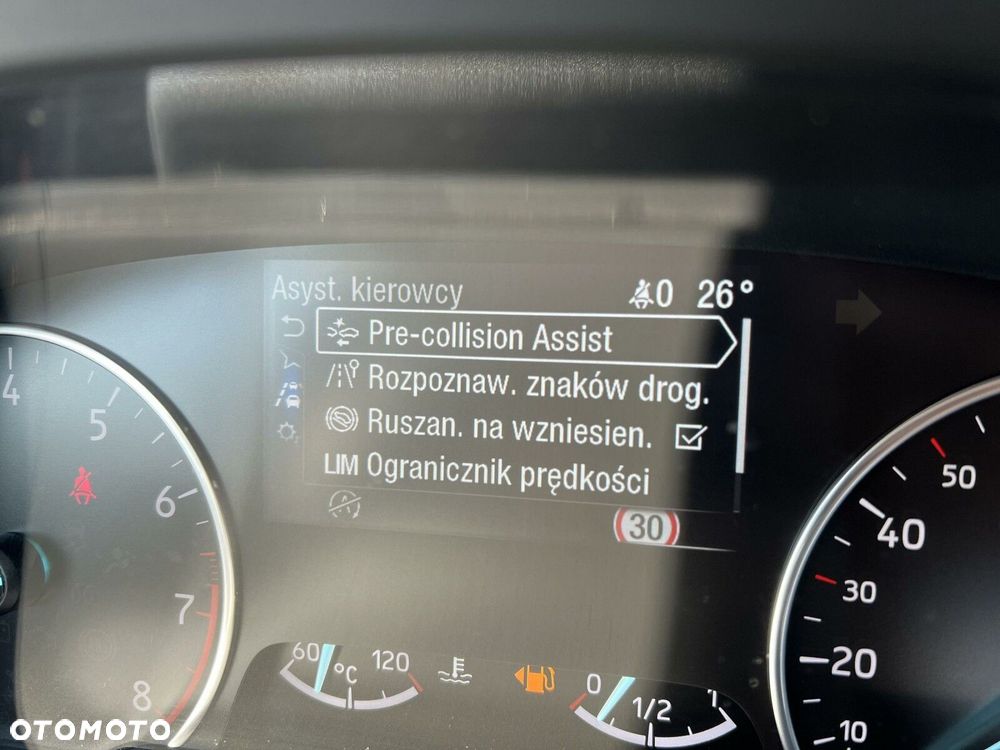 Asyst. kierowcy 0 26°
Pre-collision Assist
Rozpoznaw. znaków drog.
Ruszan. na wzniesien.
LIM Ogranicznik prędkości
A
30
4
5
6
7
8
50
40
30
20
10
60 °C 120
0 1/2 1
OTOMOTO